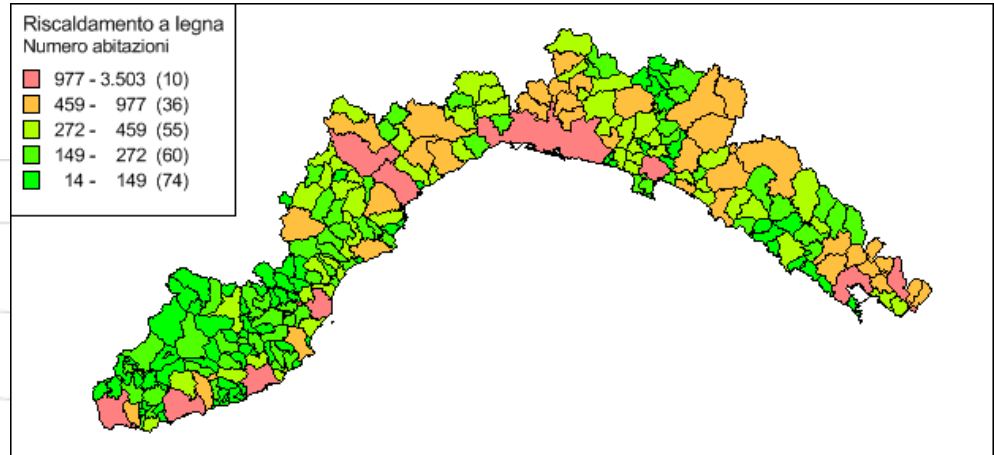 Riscaldamento a legna
Numero abitazioni
977 - 3.503 (10)
459 - 977 (36)
272 - 459 (55)
149 - 272 (60)
14 - 149 (74)